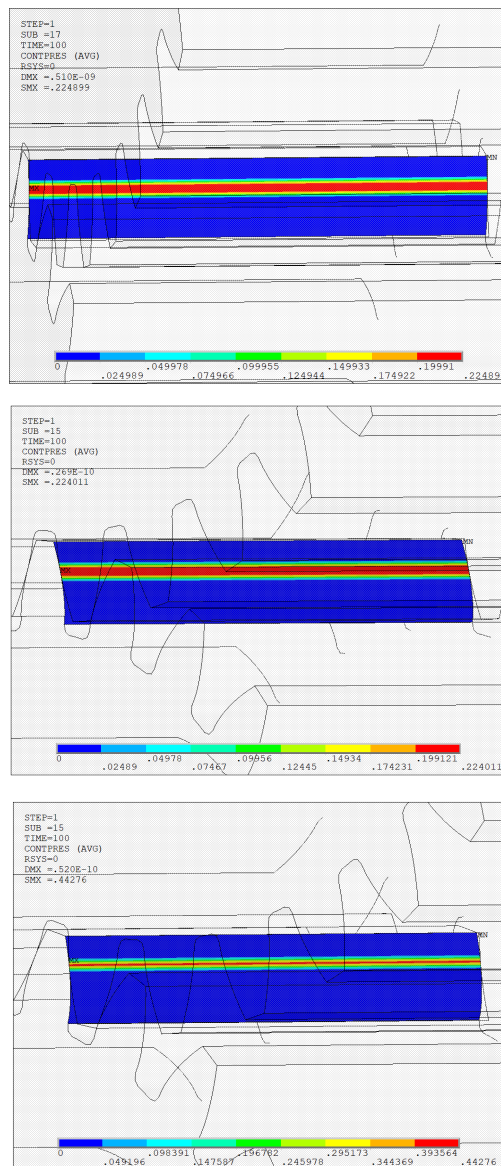 STEP=1
SUB =17
TIME=100
CONTPRES (AVG)
RSYS=0
DMX =.510E-09
SMX =.224899
MN
MX
0 .049978 .099955 .149933 .19991
.024989 .074966 .124944 .174922 .22489
STEP=1
SUB =15
TIME=100
CONTPRES (AVG)
RSYS=0
DMX =.269E-10
SMX =.224011
MN
MX
0 .04978 .09956 .14934 .199121
.02489 .07467 .12445 .174231 .224011
STEP=1
SUB =15
TIME=100
CONTPRES (AVG)
RSYS=0
DMX =.520E-10
SMX =.44276
MN
MX
0 .098391 .196782 .295173 .393564
.049196 .147587 .245978 .344369 .44276